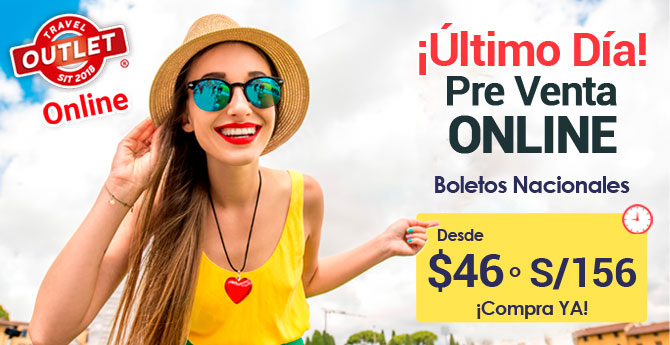 TRAVEL
OUTLET
SIT 2018
®
Online
¡Último Día!
Pre Venta
ONLINE
Boletos Nacionales
Desde
$46 o S/156
¡Compra YA!